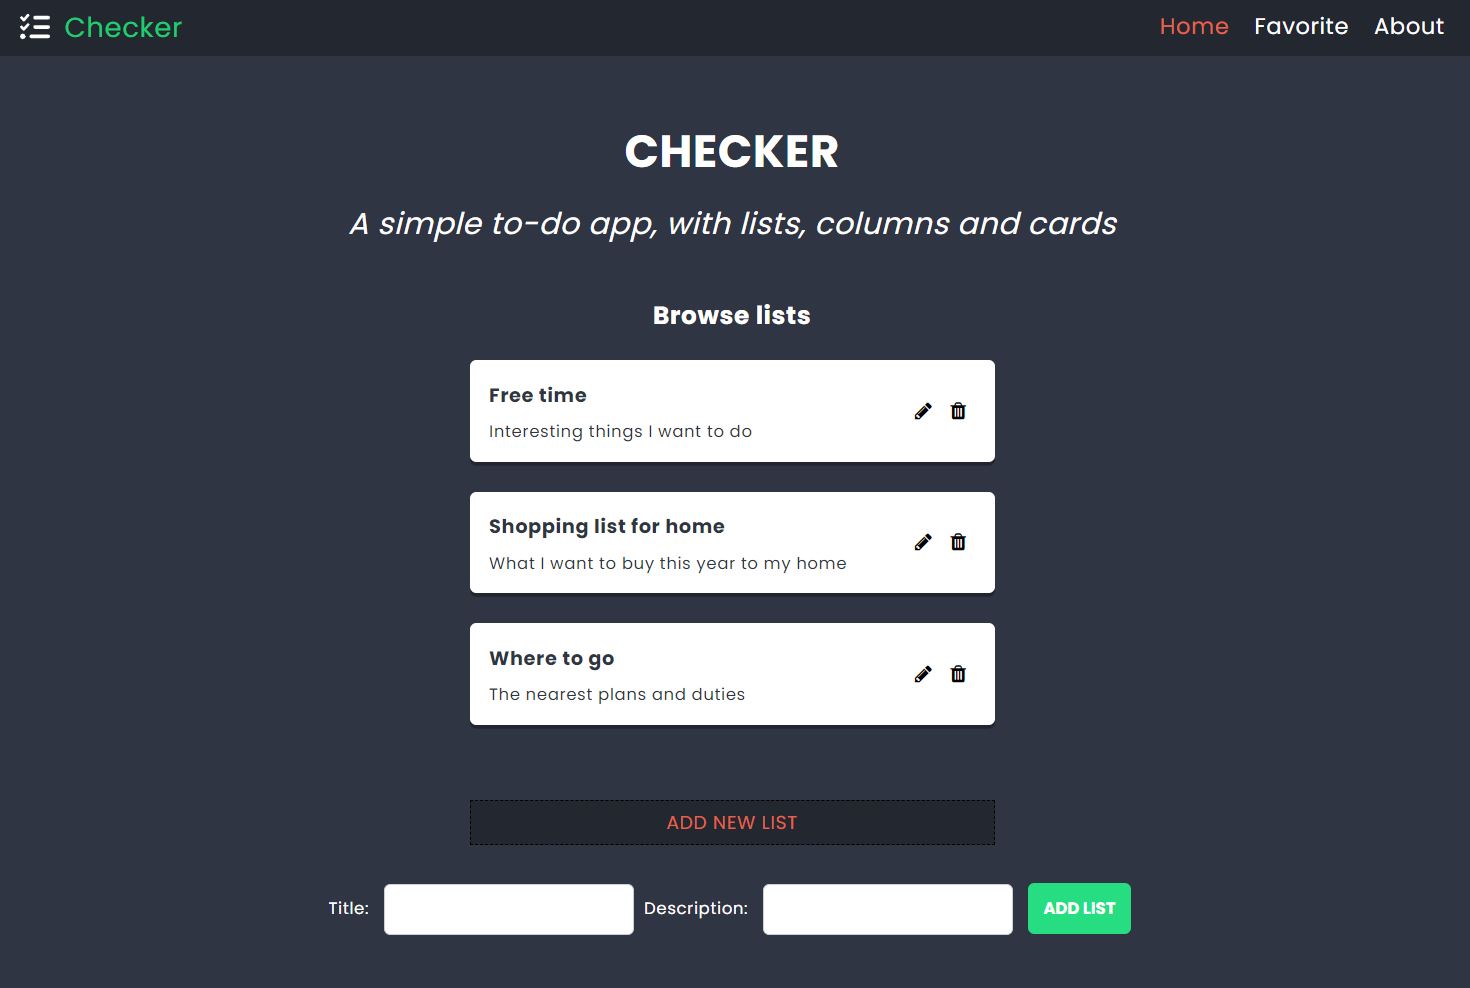 Checker
Home Favorite About
CHECKER
A simple to-do app, with lists, columns and cards
Browse lists
Free time
Interesting things I want to do
Shopping list for home
What I want to buy this year to my home
Where to go
The nearest plans and duties
ADD NEW LIST
Title: Description: ADD LIST